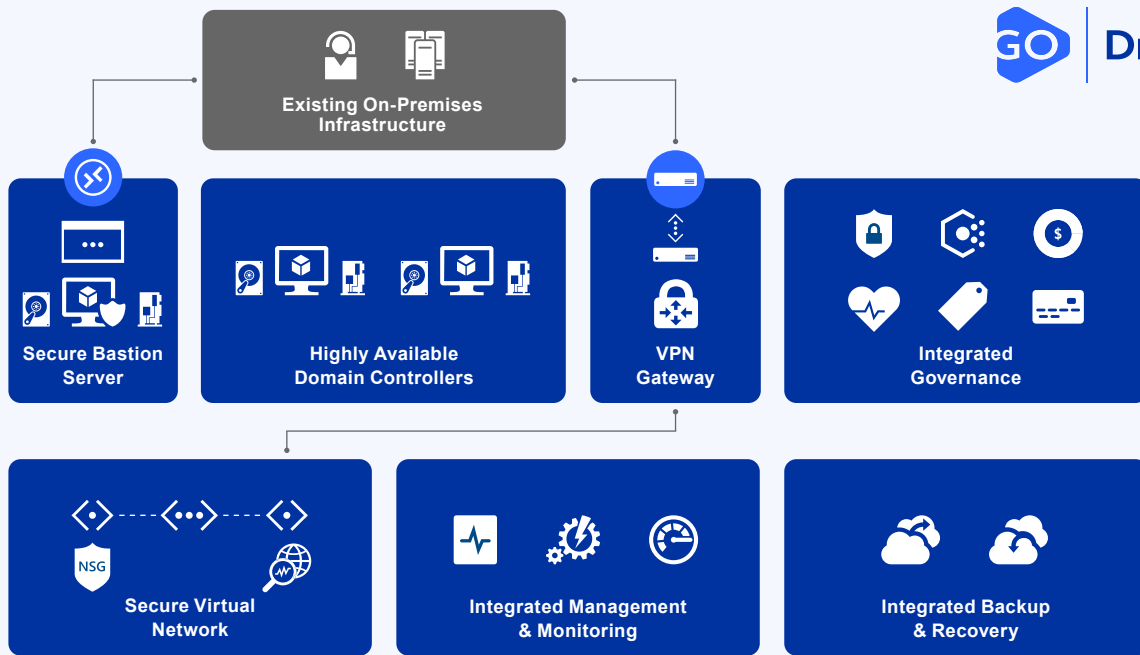 GO
Existing On-Premises
Infrastructure
Secure Bastion
Server
Highly Available
Domain Controllers
VPN
Gateway
$
Integrated
Governance
NSG
Secure Virtual
Network
Integrated Management
& Monitoring
Integrated Backup
& Recovery